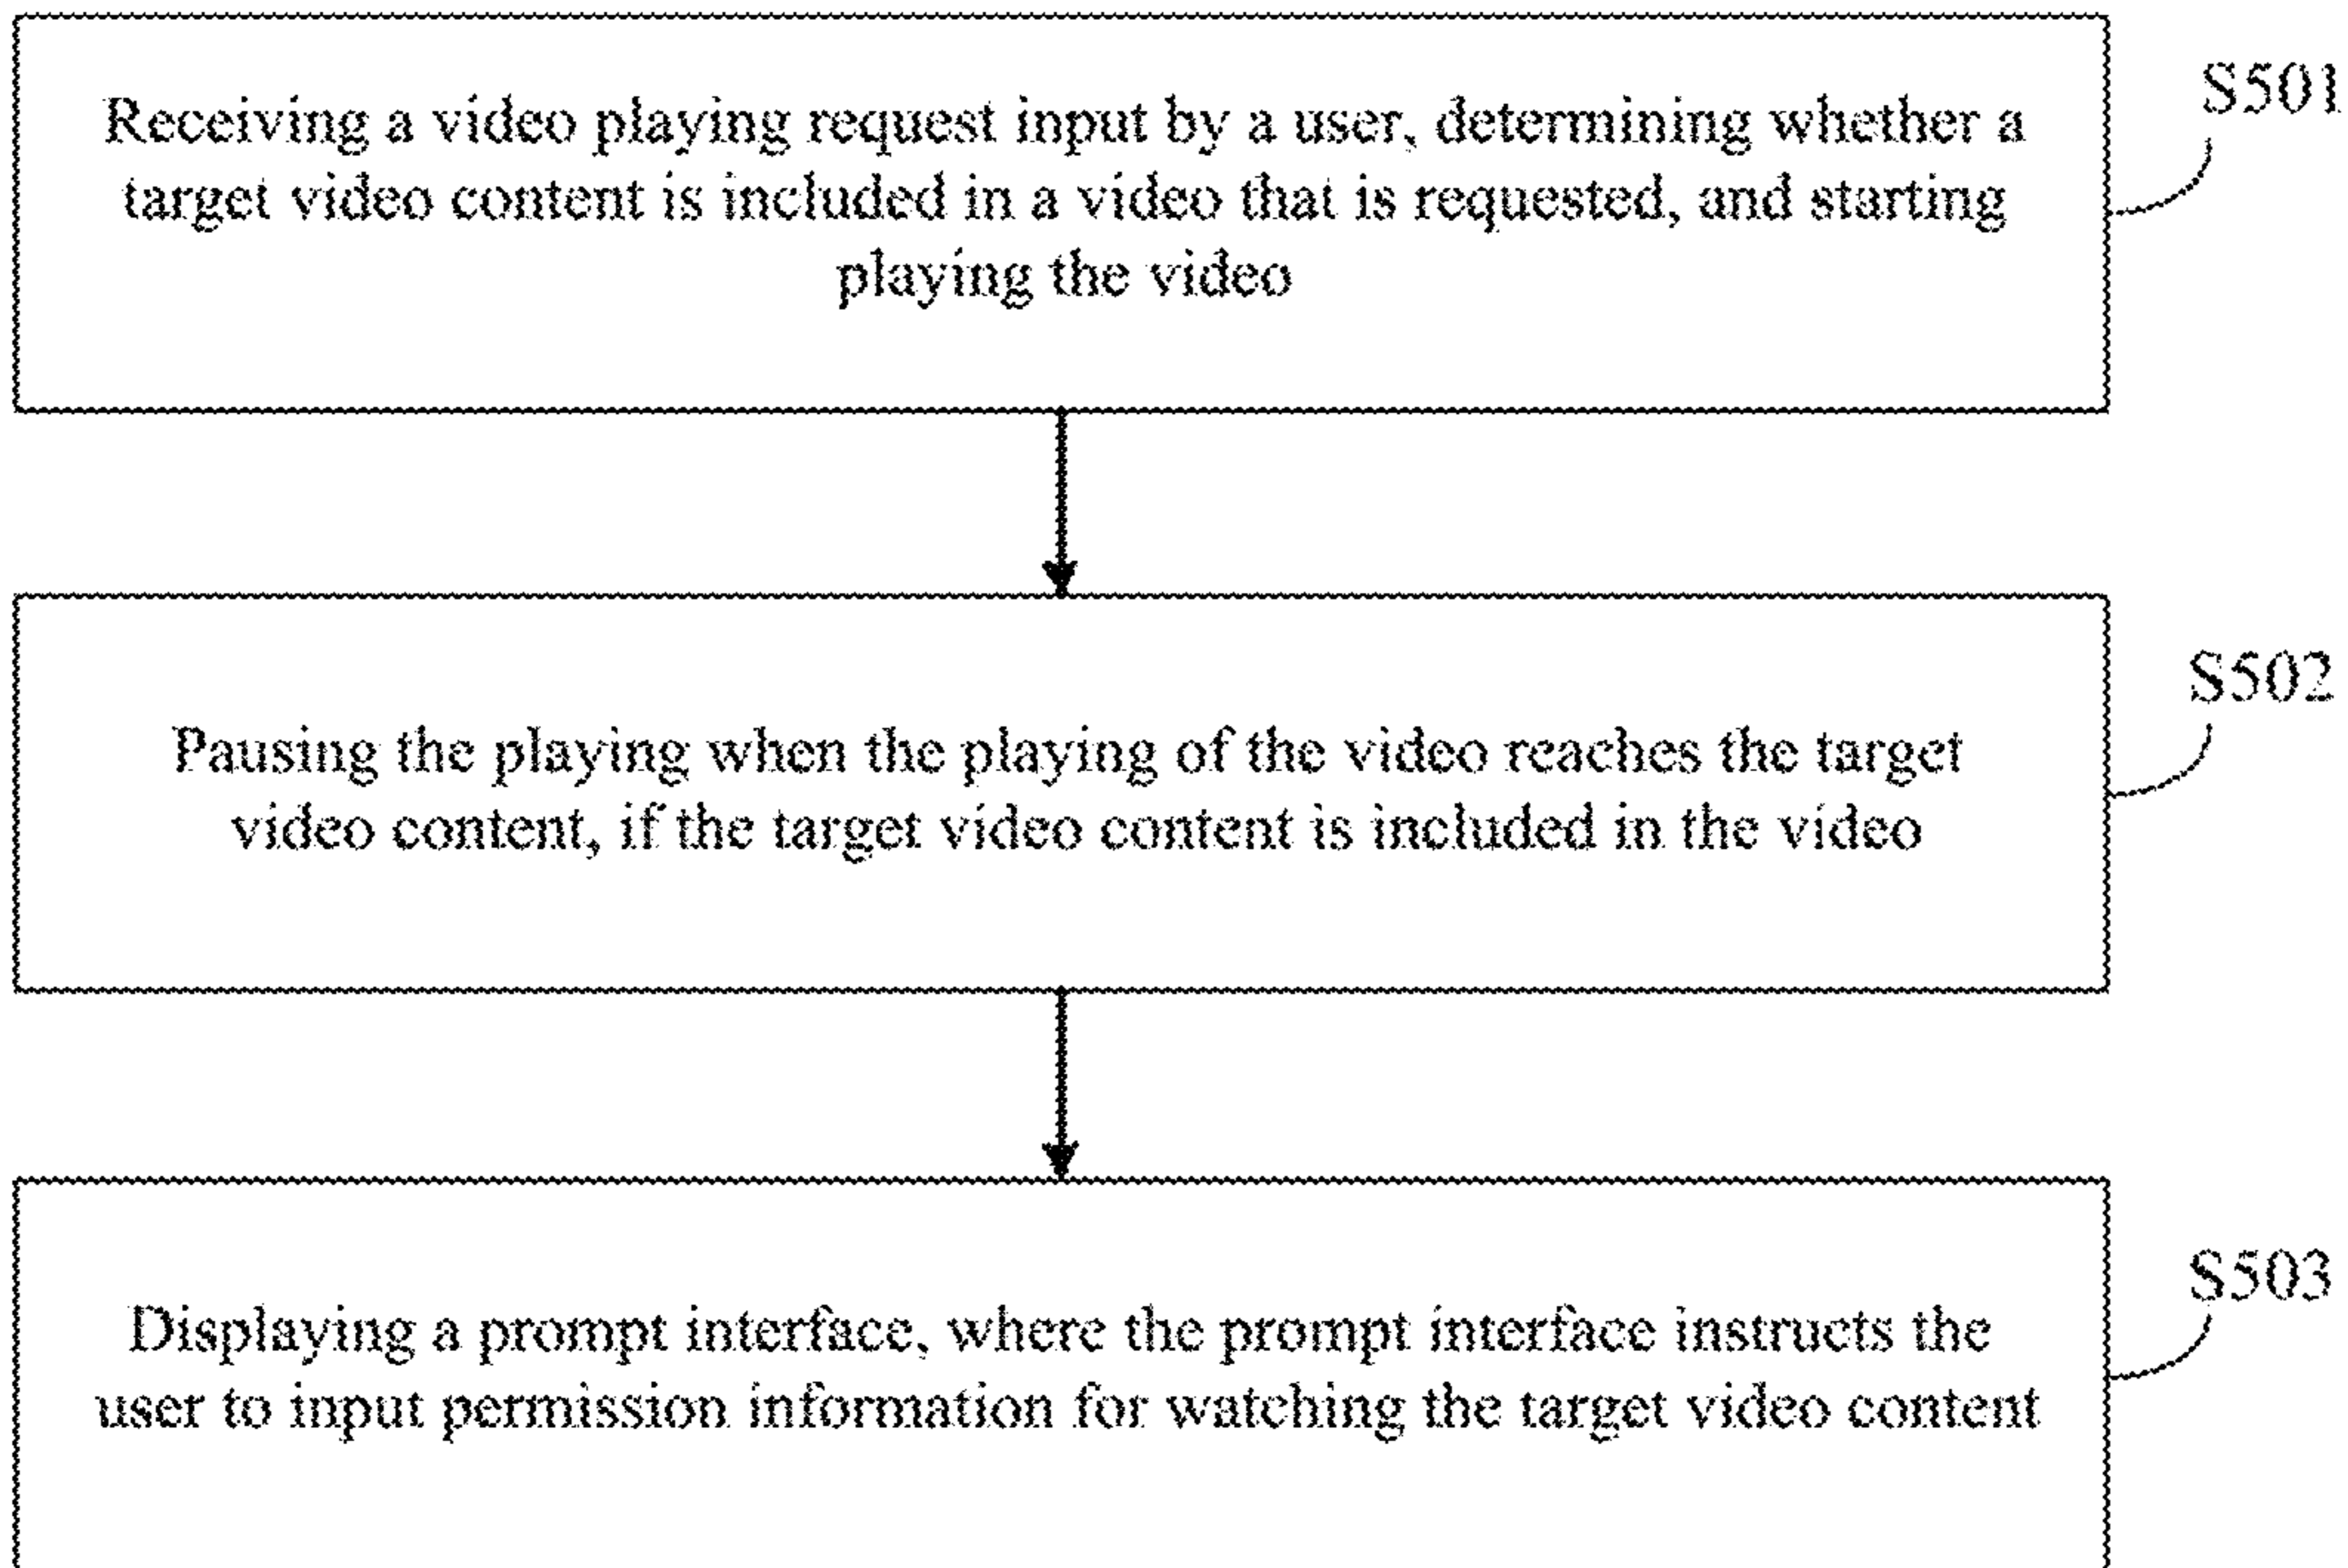 Receiving a video playing request input by a user, determining whether a
target video content is included in a video that is requested, and starting
playing the video
S501
Pausing the playing when the playing of the video reaches the target
video content, if the target video content is included in the video
S502
Displaying a prompt interface, where the prompt interface instructs the
user to input permission information for watching the target video content
S503